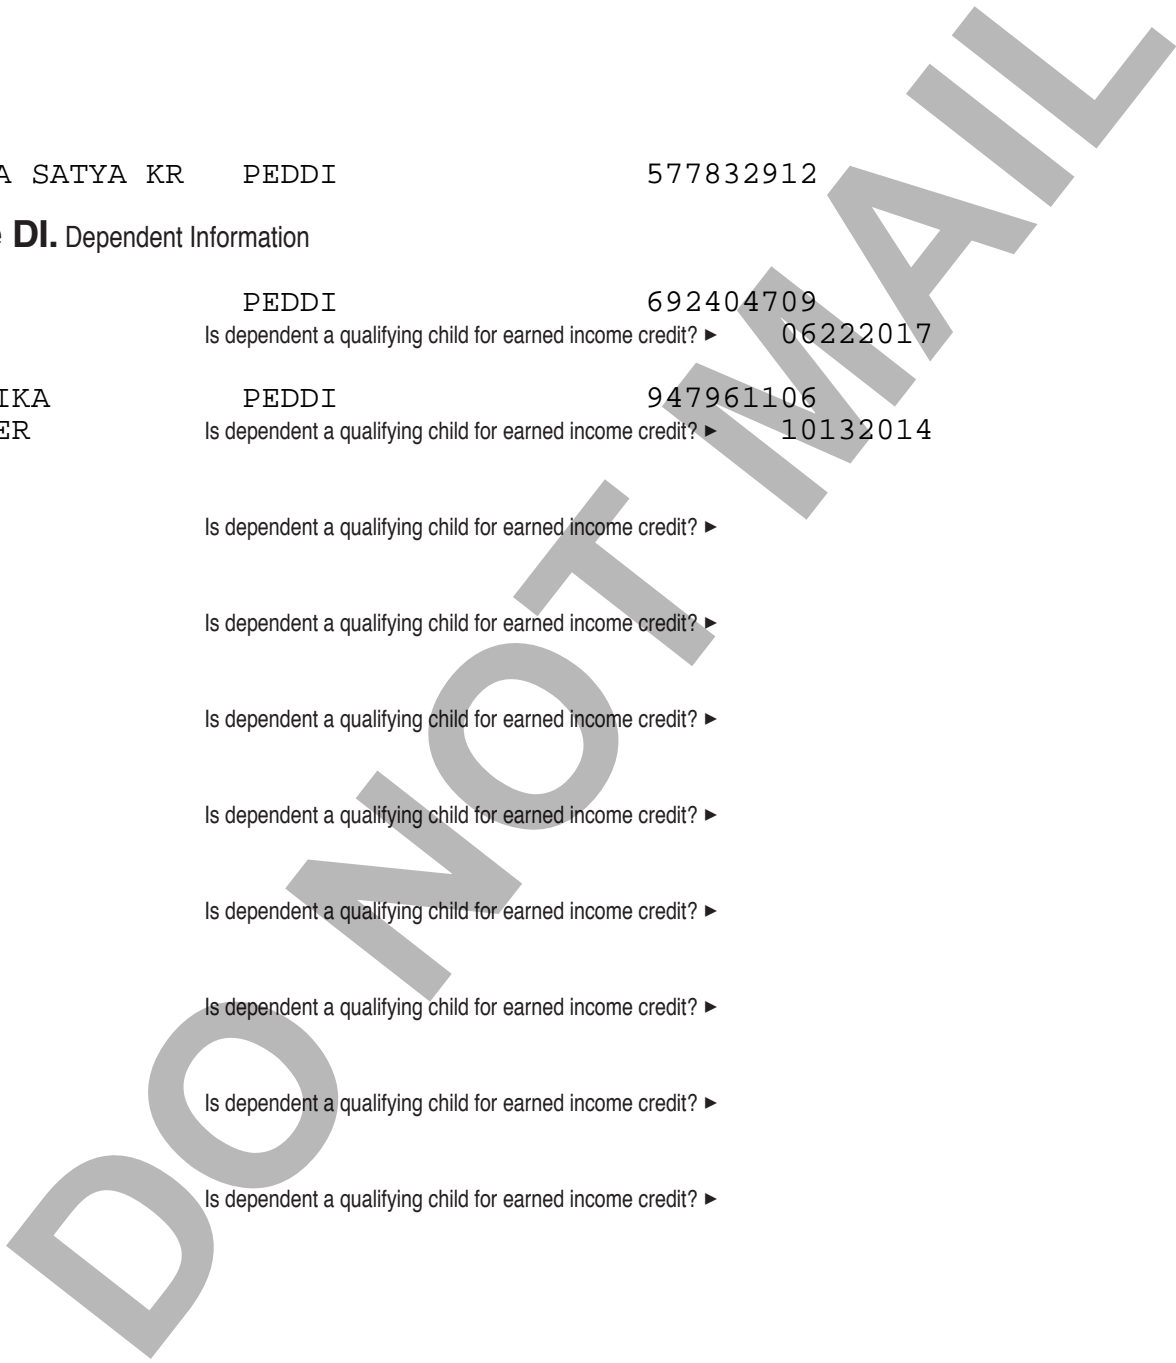 A SATYA KR PEDDI 577832912
DI. Dependent Information
PEDDI 692404709
Is dependent a qualifying child for earned income credit? ► 06222017
IKA PEDDI 947961106
ER Is dependent a qualifying child for earned income credit? ► 10132014
Is dependent a qualifying child for earned income credit? ►
Is dependent a qualifying child for earned income credit? ►
Is dependent a qualifying child for earned income credit? ►
Is dependent a qualifying child for earned income credit? ►
Is dependent a qualifying child for earned income credit? ►
Is dependent a qualifying child for earned income credit? ►
Is dependent a qualifying child for earned income credit? ►
Is dependent a qualifying child for earned income credit? ►
DO NOT MAIL